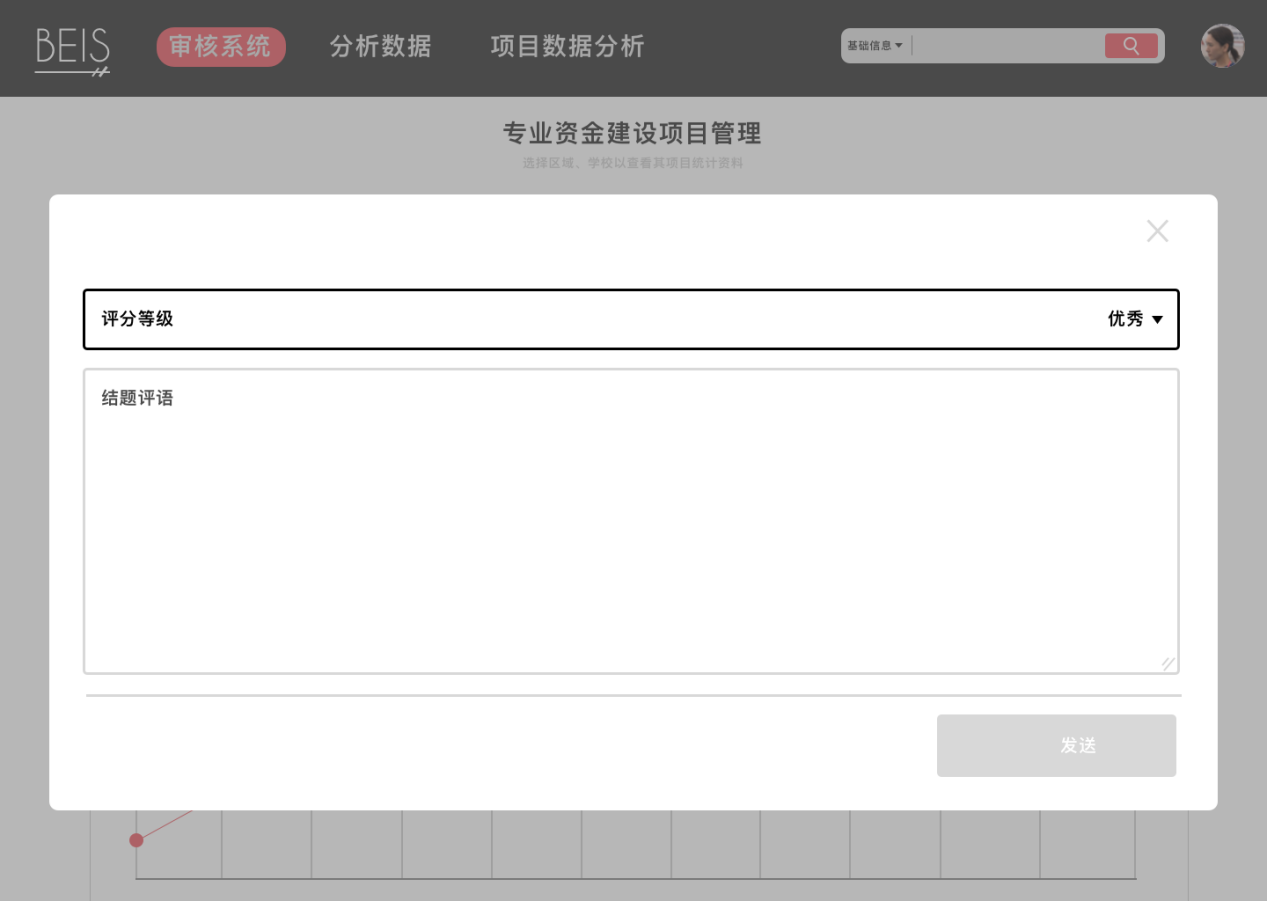 BEIS
审核系统
分析数据
项目数据分析
基础信息
专业资金建设项目管理
选择区域、学校以查看其项目统计资料
评分等级
优秀
结题评语
发送